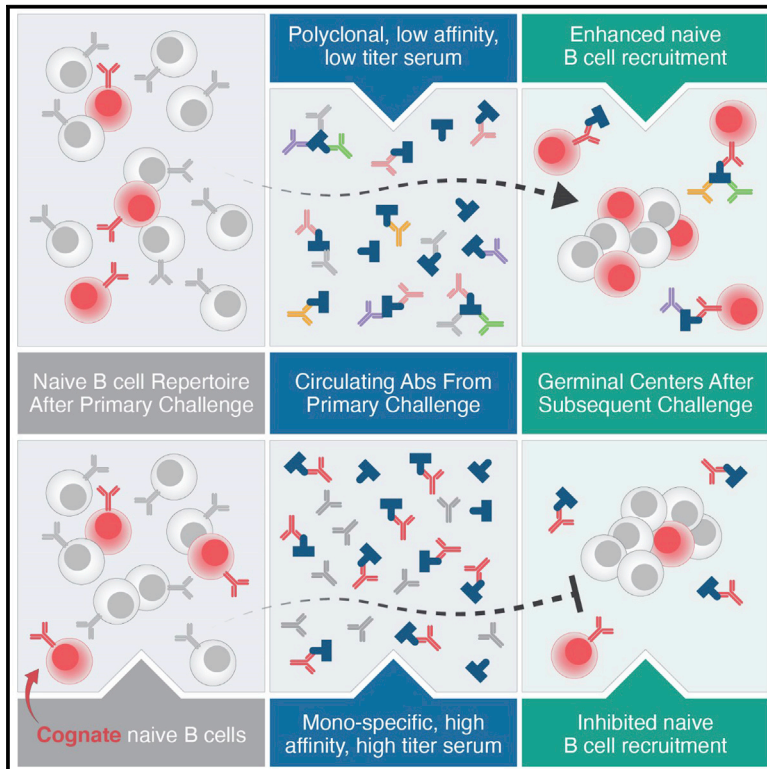 Polyclonal, low affinity,
low titer serum
Enhanced naive
B cell recruitment
Naive B cell Repertoire
After Primary Challenge
Circulating Abs From
Primary Challenge
Germinal Centers After
Subsequent Challenge
Cognate naive B cells
Mono-specific, high
affinity, high titer serum
Inhibited naive
B cell recruitment